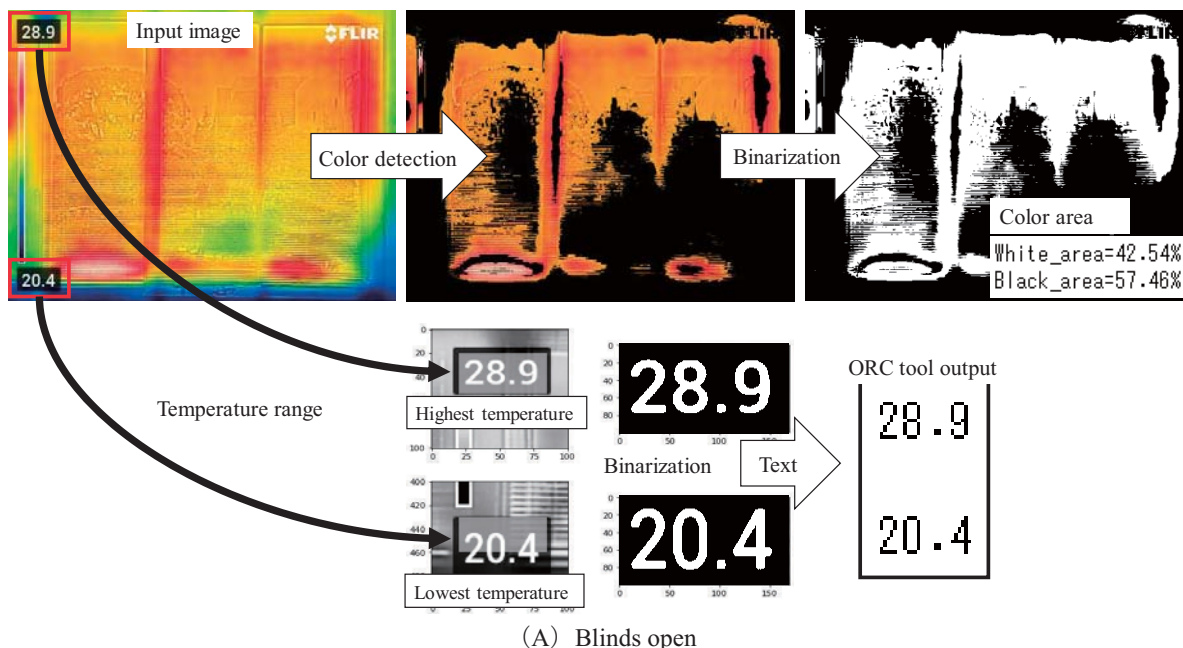 28.9
Input image
FLIR
20.4
Color detection
FLIR
Binarization
Color area
White_area=42.54%
Black_area=57.46%
Temperature range
0
20
40
100
28.9
Highest temperature
0
25
50
75
100
400
420
440
460
20.4
Lowest temperature
0
25
50
75
100
0
20
40
60
80
28.9
0
50
100
150
Binarization
0
20
40
60
80
20.4
0
50
100
150
Text
ORC tool output
28.9
20.4
(A) Blinds open